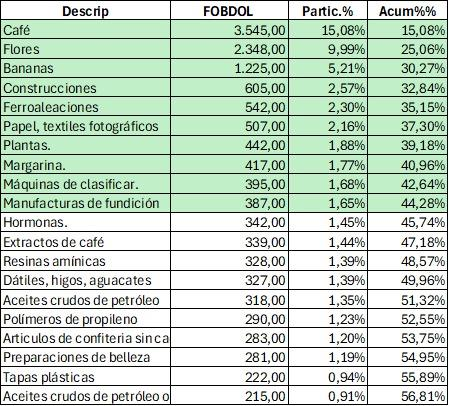 Descrip FOBDOL Partic.% Acum%%
Café 3.545,00 15,08% 15,08%
Flores 2.348,00 9,99% 25,06%
Bananas 1.225,00 5,21% 30,27%
Construcciones 605,00 2,57% 32,84%
Ferroaleaciones 542,00 2,30% 35,15%
Papel, textiles fotográficos 507,00 2,16% 37,30%
Plantas. 442,00 1,88% 39,18%
Margarina. 417,00 1,77% 40,96%
Máquinas de clasificar. 395,00 1,68% 42,64%
Manufacturas de fundición 387,00 1,65% 44,28%
Hormonas. 342,00 1,45% 45,74%
Extractos de café 339,00 1,44% 47,18%
Resinas amínicas 328,00 1,39% 48,57%
Dátiles, higos, aguacates 327,00 1,39% 49,96%
Aceites crudos de petróleo 318,00 1,35% 51,32%
Polímeros de propileno 290,00 1,23% 52,55%
Articulos de confiteria sin ca 283,00 1,20% 53,75%
Preparaciones de belleza 281,00 1,19% 54,95%
Tapas plásticas 222,00 0,94% 55,89%
Aceites crudos de petróleo o 215,00 0,91% 56,81%